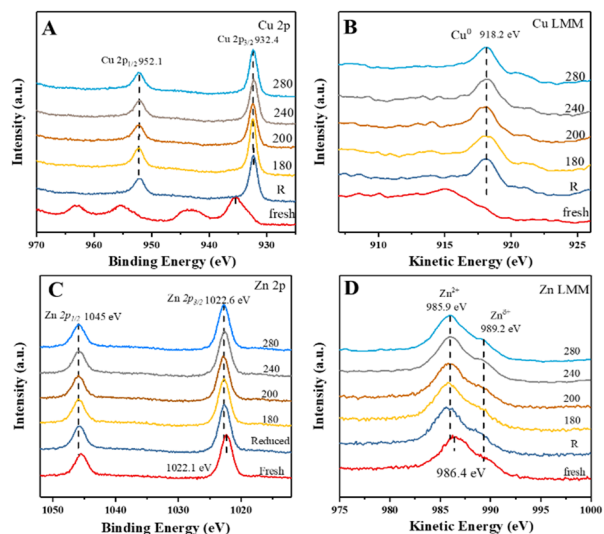 A
Cu 2p
Cu 2p3/2 932.4
Cu 2p1/2 952.1
280
240
200
180
R
fresh
Intensity (a.u.)
970 960 950 940 930
Binding Energy (eV)
B
Cu LMM
Cu0 918.2 eV
280
240
200
180
R
fresh
Intensity (a.u.)
910 915 920 925
Kinetic Energy (eV)
C
Zn 2p
Zn 2p3/2 1022.6 eV
Zn 2p1/2 1045 eV
280
240
200
180
Reduced
Fresh
1022.1 eV
Intensity (a.u.)
1050 1040 1030 1020
Binding Energy (eV)
D
Zn LMM
Zn2+
985.9 eV
Znδ+
989.2 eV
280
240
200
180
R
fresh
986.4 eV
Intensity (a.u.)
975 980 985 990 995 1000
Kinetic Energy (eV)